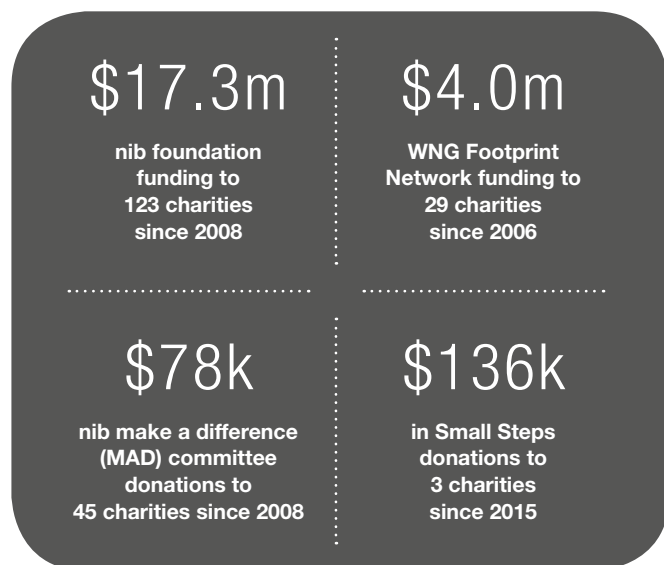 $17.3m
nib foundation
funding to
123 charities
since 2008
$4.0m
WNG Footprint
Network funding to
29 charities
since 2006
$78k
nib make a difference
(MAD) committee
donations to
45 charities since 2008
$136k
in Small Steps
donations to
3 charities
since 2015